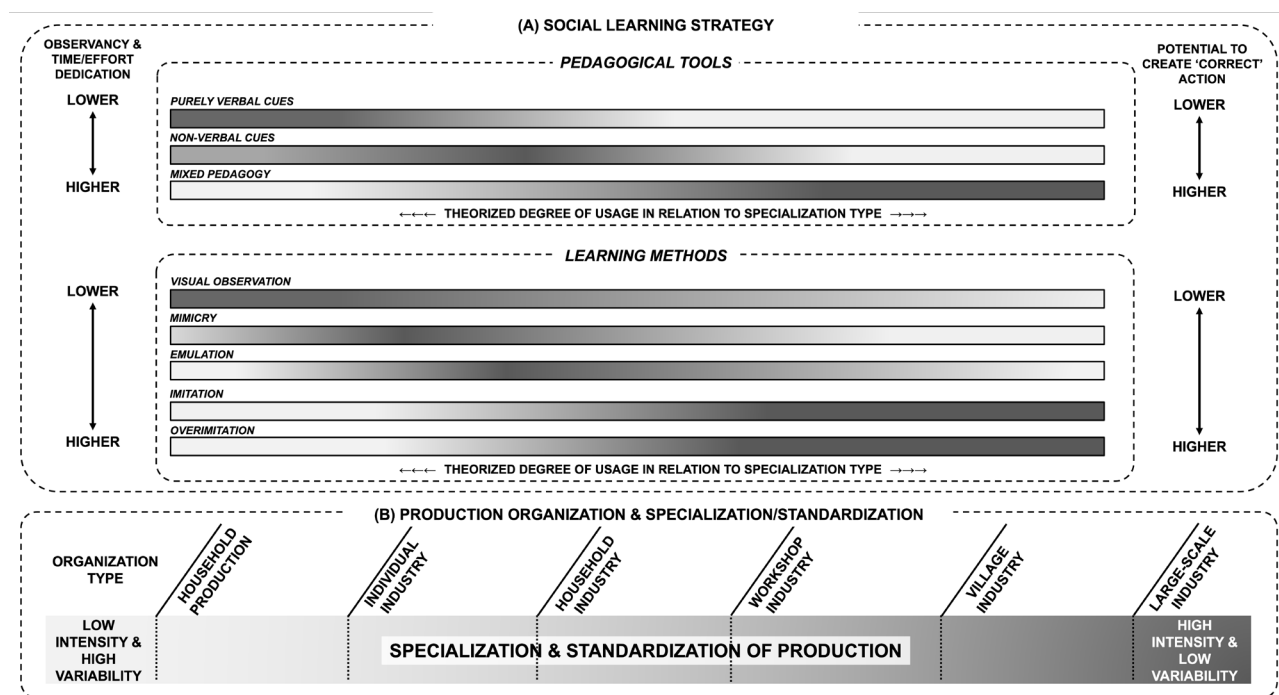 (A) SOCIAL LEARNING STRATEGY
OBSERVANCY &
TIME/EFFORT
DEDICATION
LOWER
HIGHER
PEDAGOGICAL TOOLS
PURELY VERBAL CUES
NON-VERBAL CUES
MIXED PEDAGOGY
←←← THEORIZED DEGREE OF USAGE IN RELATION TO SPECIALIZATION TYPE →→→
POTENTIAL TO
CREATE ‘CORRECT’
ACTION
LOWER
HIGHER
LEARNING METHODS
LOWER
HIGHER
VISUAL OBSERVATION
MIMICRY
EMULATION
IMITATION
OVERIMITATION
←←← THEORIZED DEGREE OF USAGE IN RELATION TO SPECIALIZATION TYPE →→→
LOWER
HIGHER
(B) PRODUCTION ORGANIZATION & SPECIALIZATION/STANDARDIZATION
ORGANIZATION
TYPE
HOUSEHOLD
PRODUCTION
INDIVIDUAL
INDUSTRY
HOUSEHOLD
INDUSTRY
WORKSHOP
INDUSTRY
VILLAGE
INDUSTRY
LARGE-SCALE
INDUSTRY
LOW
INTENSITY &
HIGH
VARIABILITY
SPECIALIZATION & STANDARDIZATION OF PRODUCTION
HIGH
INTENSITY &
LOW
VARIABILITY